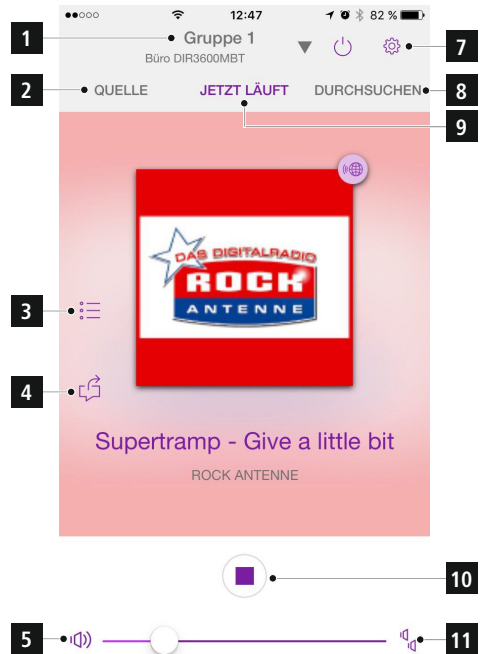 12:47
82 %
1
Gruppe 1
Büro DIR3600MBT
7
2
QUELLE
JETZT LÄUFT
DURCHSUCHEN
8
9
DAS DIGITALRADIO
ROCK
ANTENNE
3
4
Supertramp - Give a little bit
ROCK ANTENNE
10
5
11